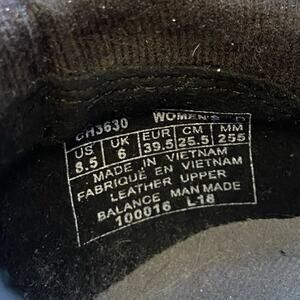 CH3630 WOMEN'S D
US UK EUR CM MM
8.5 6 39.5 25.5 255
MADE IN VIETNAM
FABRIQUÉ EN VIETNAM
LEATHER UPPER
BALANCE MAN MADE
100016 L18